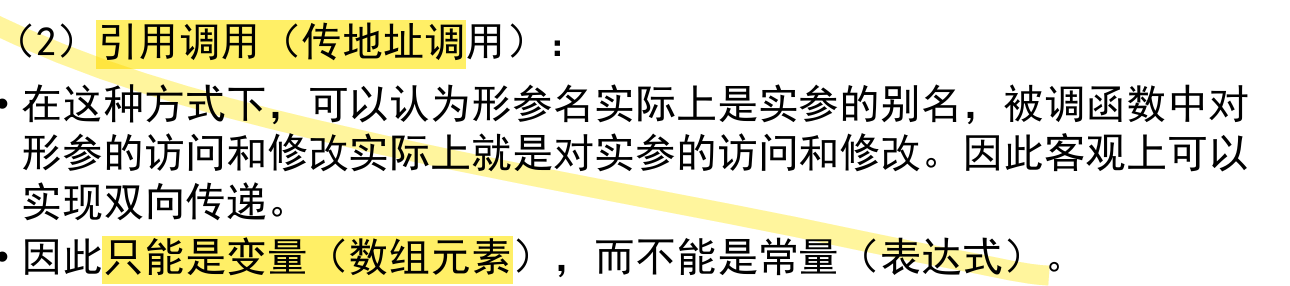 （2）引用调用（传地址调用）：
• 在这种方式下，可以认为形参名实际上是实参的别名，被调函数中对
形参的访问和修改实际上就是对实参的访问和修改。因此客观上可以
实现双向传递。
• 因此只能是变量（数组元素），而不能是常量（表达式）。